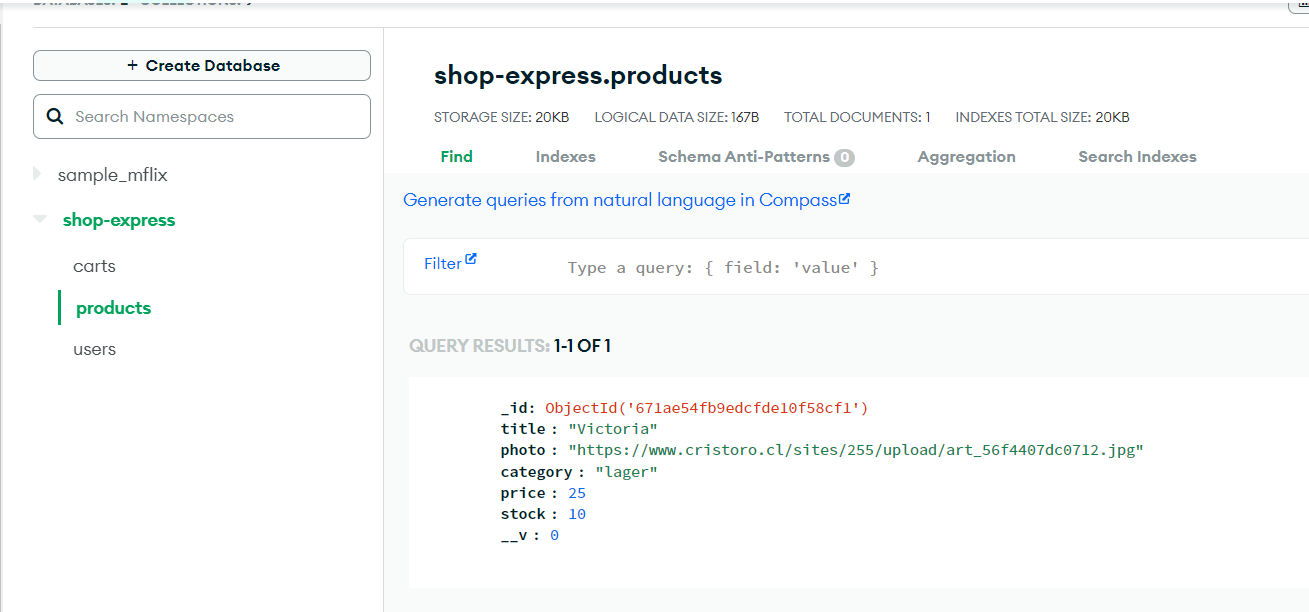 + Create Database
Search Namespaces
sample_mflix
shop-express
carts
products
users
shop-express.products
STORAGE SIZE: 20KB LOGICAL DATA SIZE: 167B TOTAL DOCUMENTS: 1 INDEXES TOTAL SIZE: 20KB
Find Indexes Schema Anti-Patterns 0 Aggregation Search Indexes
Generate queries from natural language in Compass
Filter Type a query: { field: 'value' }
QUERY RESULTS: 1-1 OF 1
_id: ObjectId('671ae54fb9edcfde10f58cf1')
title : "Victoria"
photo : "https://www.cristoro.cl/sites/255/upload/art_56f4407dc0712.jpg"
category : "lager"
price : 25
stock : 10
__v : 0